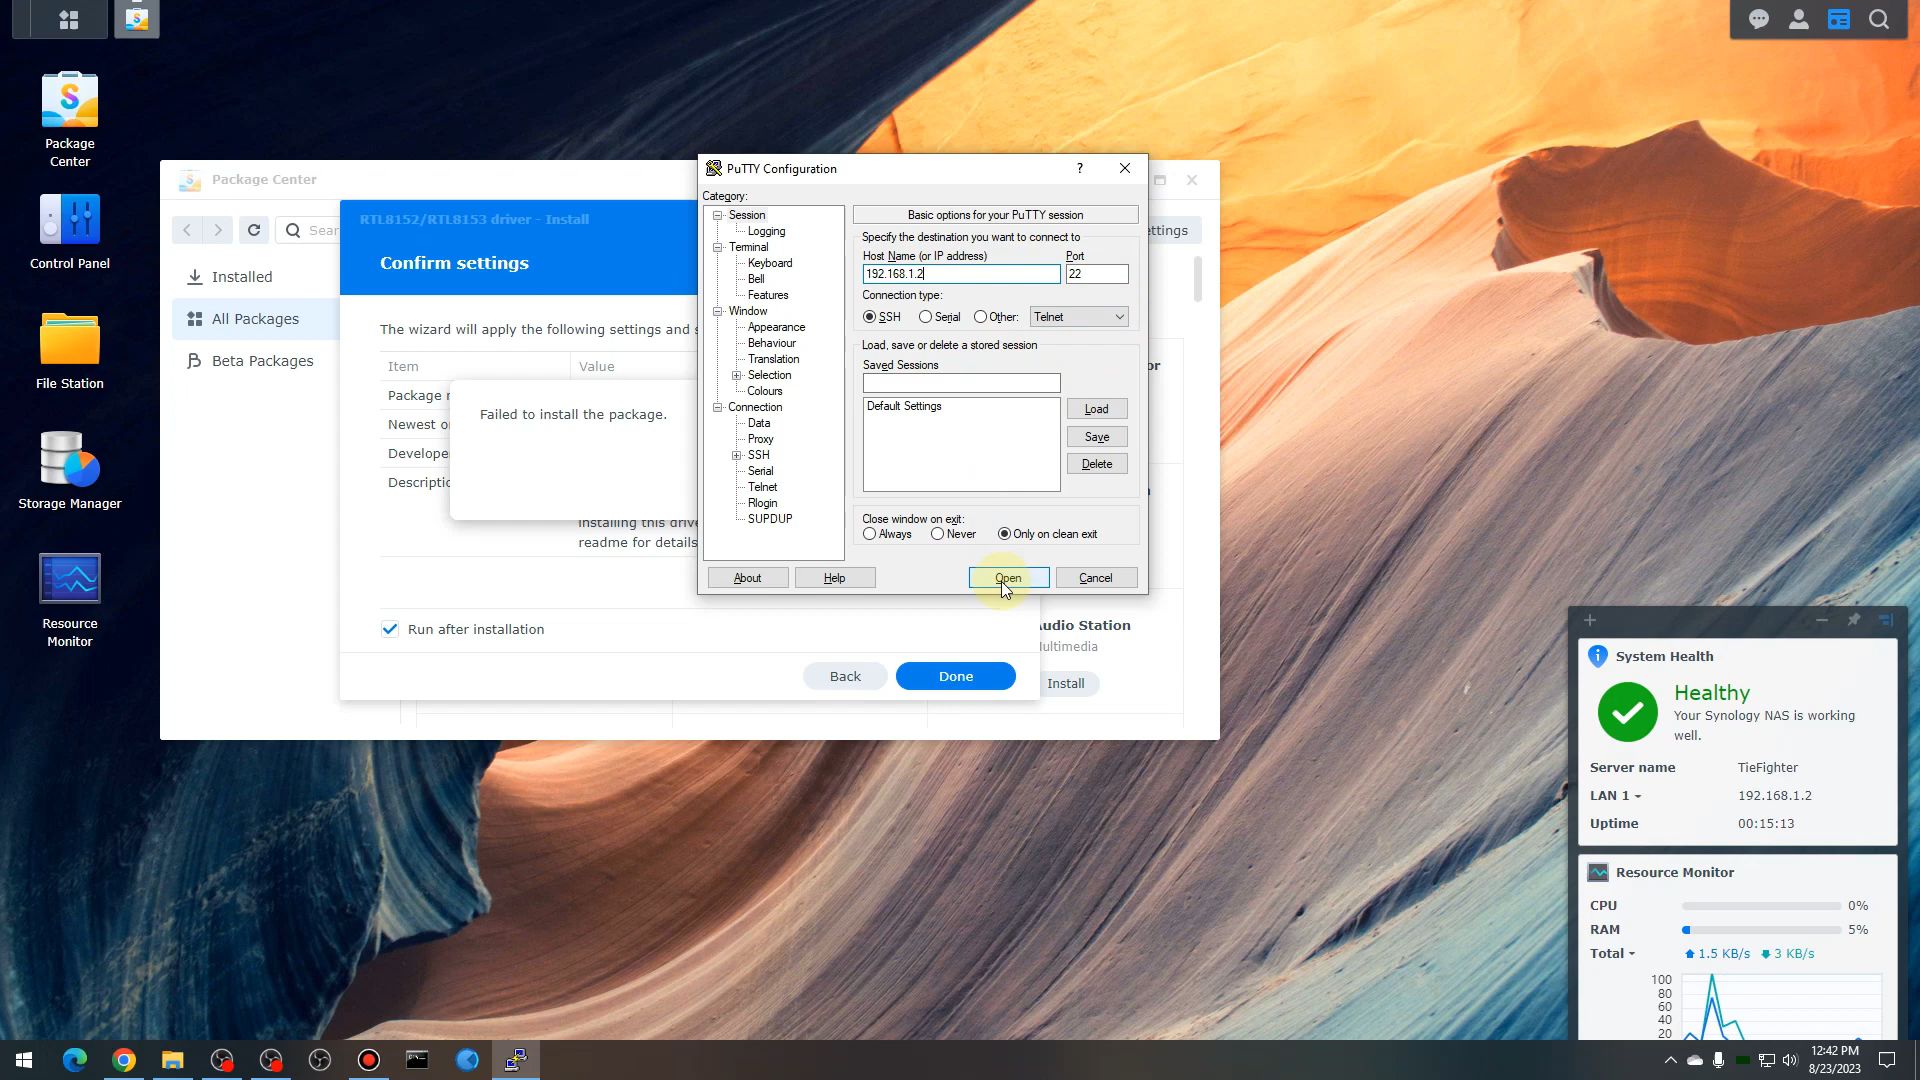 Package
Center
Control Panel
File Station
Storage Manager
Resource
Monitor
Package Center
Installed
All Packages
Beta Packages
RTL8152/RTL8153 driver - Install
Confirm settings
The wizard will apply the following settings and
Item Value
Package
Newest
Failed to install the package.
installing this
readme for details
Run after installation
Back
Done
Audio Station
Multimedia
Install
PuTTY Configuration
? 
Category:
Session
Logging
Terminal
Keyboard
Bell
Features
Window
Appearance
Behaviour
Translation
Selection
Colours
Connection
Data
Proxy
SSH
Serial
Telnet
Rlogin
SUPDUP
Basic options for your PuTTY session
Specify the destination you want to connect to
Host Name (or IP address) Port
192.168.1.2 22
Connection type:
SSH Serial Other: Telnet
Load, save or delete a stored session
Saved Sessions
Default Settings
Load
Save
Delete
Close window on exit:
Always Never Only on clean exit
About Help Open Cancel
System Health
Healthy
Your Synology NAS is working
well.
Server name TieFighter
LAN 1 192.168.1.2
Uptime 00:15:13
Resource Monitor
CPU 0%
RAM 5%
Total 1.5 KB/s 3 KB/s
100
80
60
40
20
12:42 PM
8/23/2023